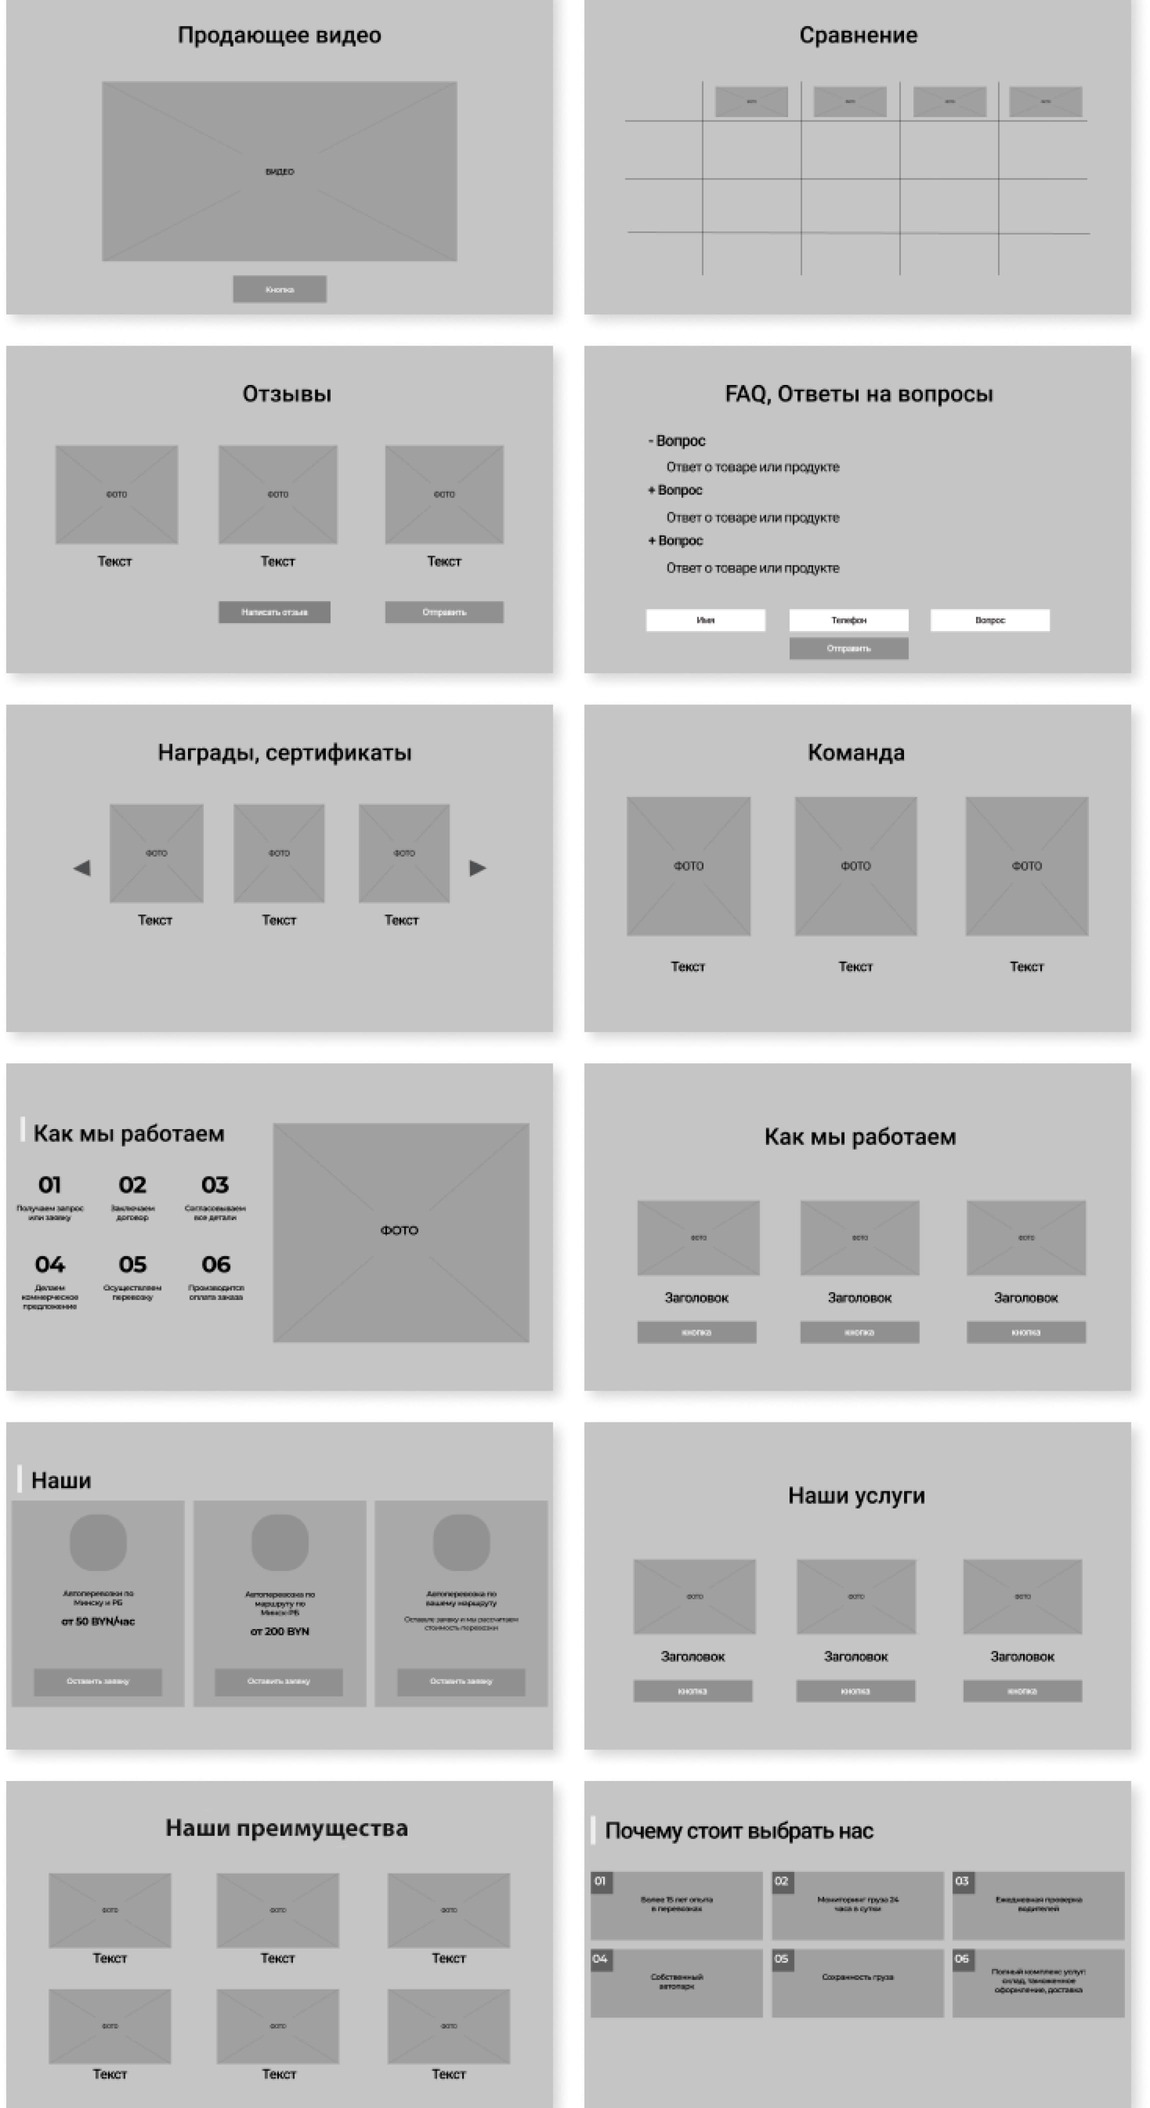 Продающее видео
ВИДЕО
Кнопка
Сравнение
ФОТО
ФОТО
ФОТО
ФОТО
Отзывы
ФОТО
ФОТО
ФОТО
Текст
Текст
Текст
Написать отзыв
Отправить
FAQ, Ответы на вопросы
- Вопрос
Ответ о товаре или продукте
+ Вопрос
Ответ о товаре или продукте
+ Вопрос
Ответ о товаре или продукте
Имя
Телефон
Вопрос
Отправить
Награды, сертификаты
ФОТО
ФОТО
ФОТО
Текст
Текст
Текст
Команда
ФОТО
ФОТО
ФОТО
Текст
Текст
Текст
Как мы работаем
01
Получаем запрос
или заявку
02
Заключаем
договор
03
Согласовываем
все детали
04
Делаем
коммерческое
предложение
05
Осуществляем
перевозку
06
Производится
оплата заказа
ФОТО
Как мы работаем
ФОТО
ФОТО
ФОТО
Заголовок
Заголовок
Заголовок
кнопка
кнопка
кнопка
Наши
Автоперевозки по
Минску и РБ
от 50 BYN/час
Оставить заявку
Автоперевозка по
маршруту по
Минск-РБ
от 200 BYN
Оставить заявку
Автоперевозка по
вашему маршруту
Оставьте заявку и мы рассчитаем
стоимость перевозки
Оставить заявку
Наши услуги
ФОТО
ФОТО
ФОТО
Заголовок
Заголовок
Заголовок
кнопка
кнопка
кнопка
Наши преимущества
ФОТО
ФОТО
ФОТО
Текст
Текст
Текст
ФОТО
ФОТО
ФОТО
Текст
Текст
Текст
Почему стоит выбрать нас
01
Более 15 лет опыта
в перевозках
02
Мониторинг груза 24
часа в сутки
03
Ежедневная проверка
водителей
04
Собственный
автопарк
05
Сохранность груза
06
Полный комплекс услуг:
склад, таможенное
оформление, доставка